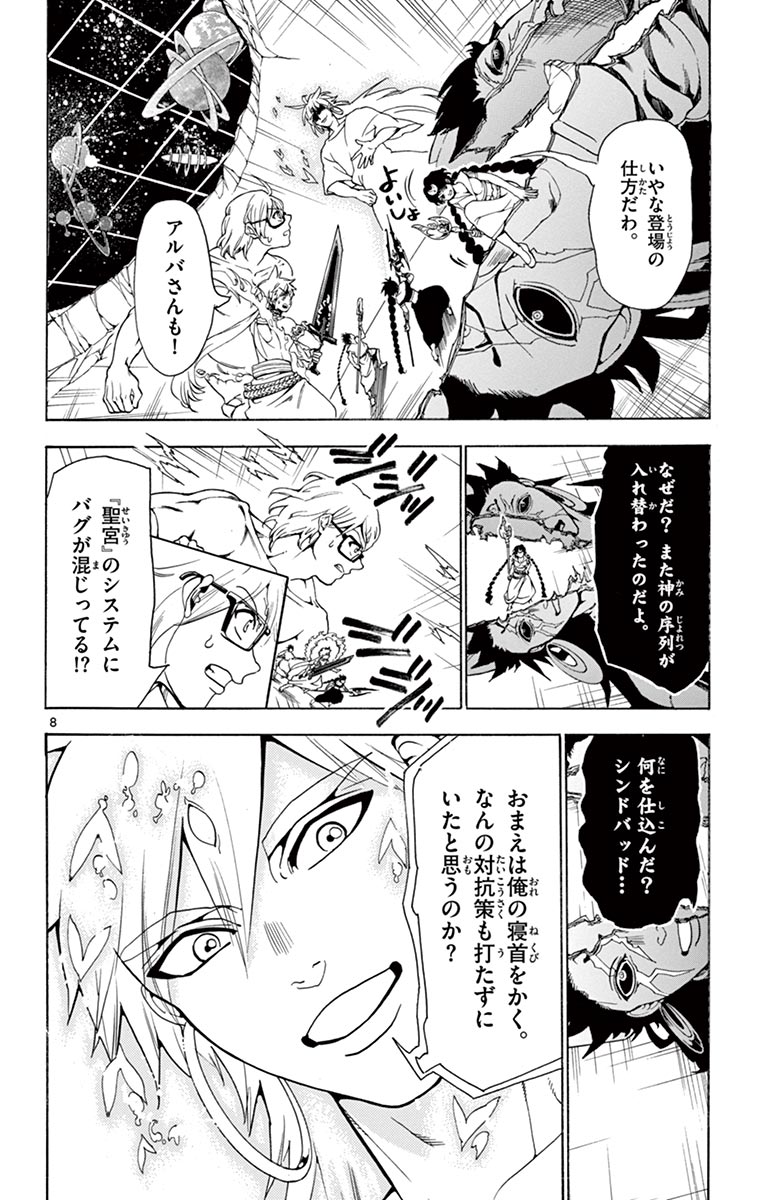 いやな登場の
仕方だわ。
よいしょ
アルバさんも！
なぜだ？ また神の序列が
入れ替わったのだよ。
『聖宮』のシステムに
バグが混じってる!?
8
何を仕込んだ？
シンドバッド…
おまえは俺の寝首をかく。
なんの対抗策も打たずに
いたと思うのか？